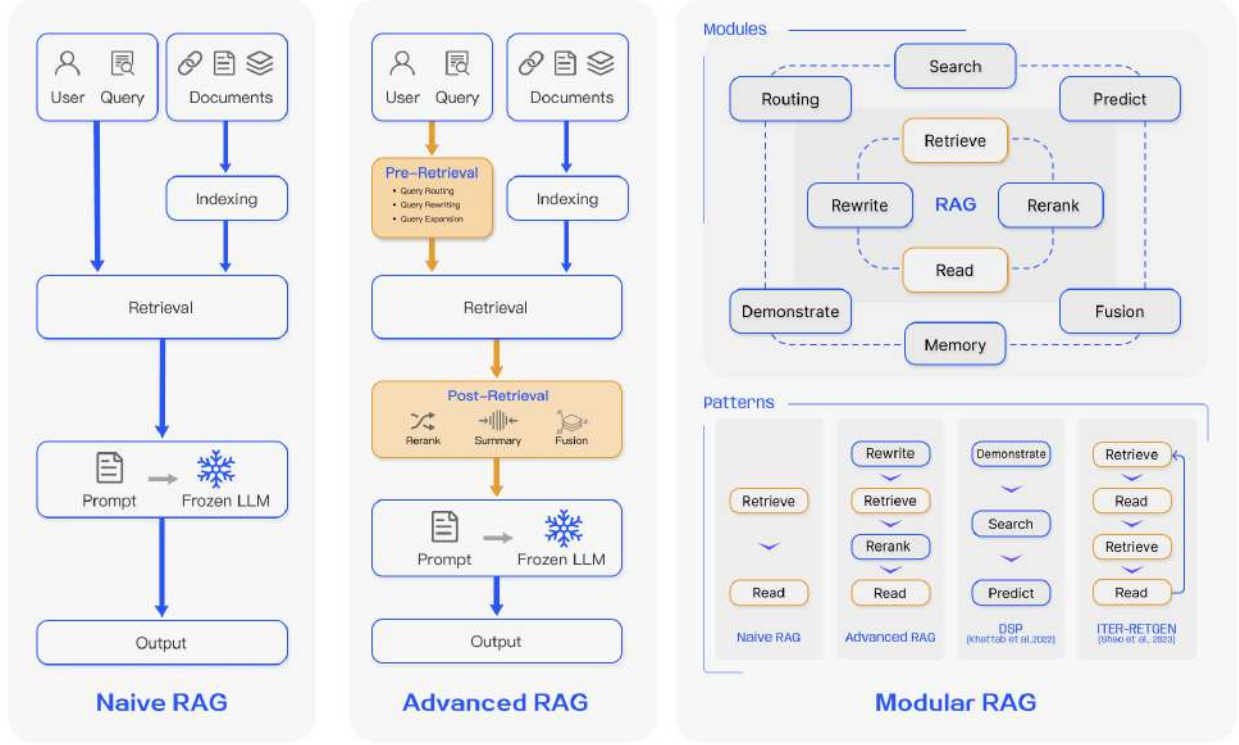 User Query
Documents
Indexing
Retrieval
Prompt
Frozen LLM
Output
Naive RAG
User Query
Documents
Pre-Retrieval
• Query Routing
• Query Rewriting
• Query Expansion
Indexing
Retrieval
Post-Retrieval
Rerank
Summary
Fusion
Prompt
Frozen LLM
Output
Advanced RAG
Modules
Search
Routing
Predict
Retrieve
Rewrite
RAG
Rerank
Read
Demonstrate
Fusion
Memory
Patterns
Retrieve
Read
Naive RAG
Rewrite
Retrieve
Rerank
Read
Advanced RAG
Demonstrate
Search
Predict
DSP
(Khattab et al,2022)
Retrieve
Read
Retrieve
Read
ITER-RETGEN
(Shao et al, 2023)
Modular RAG